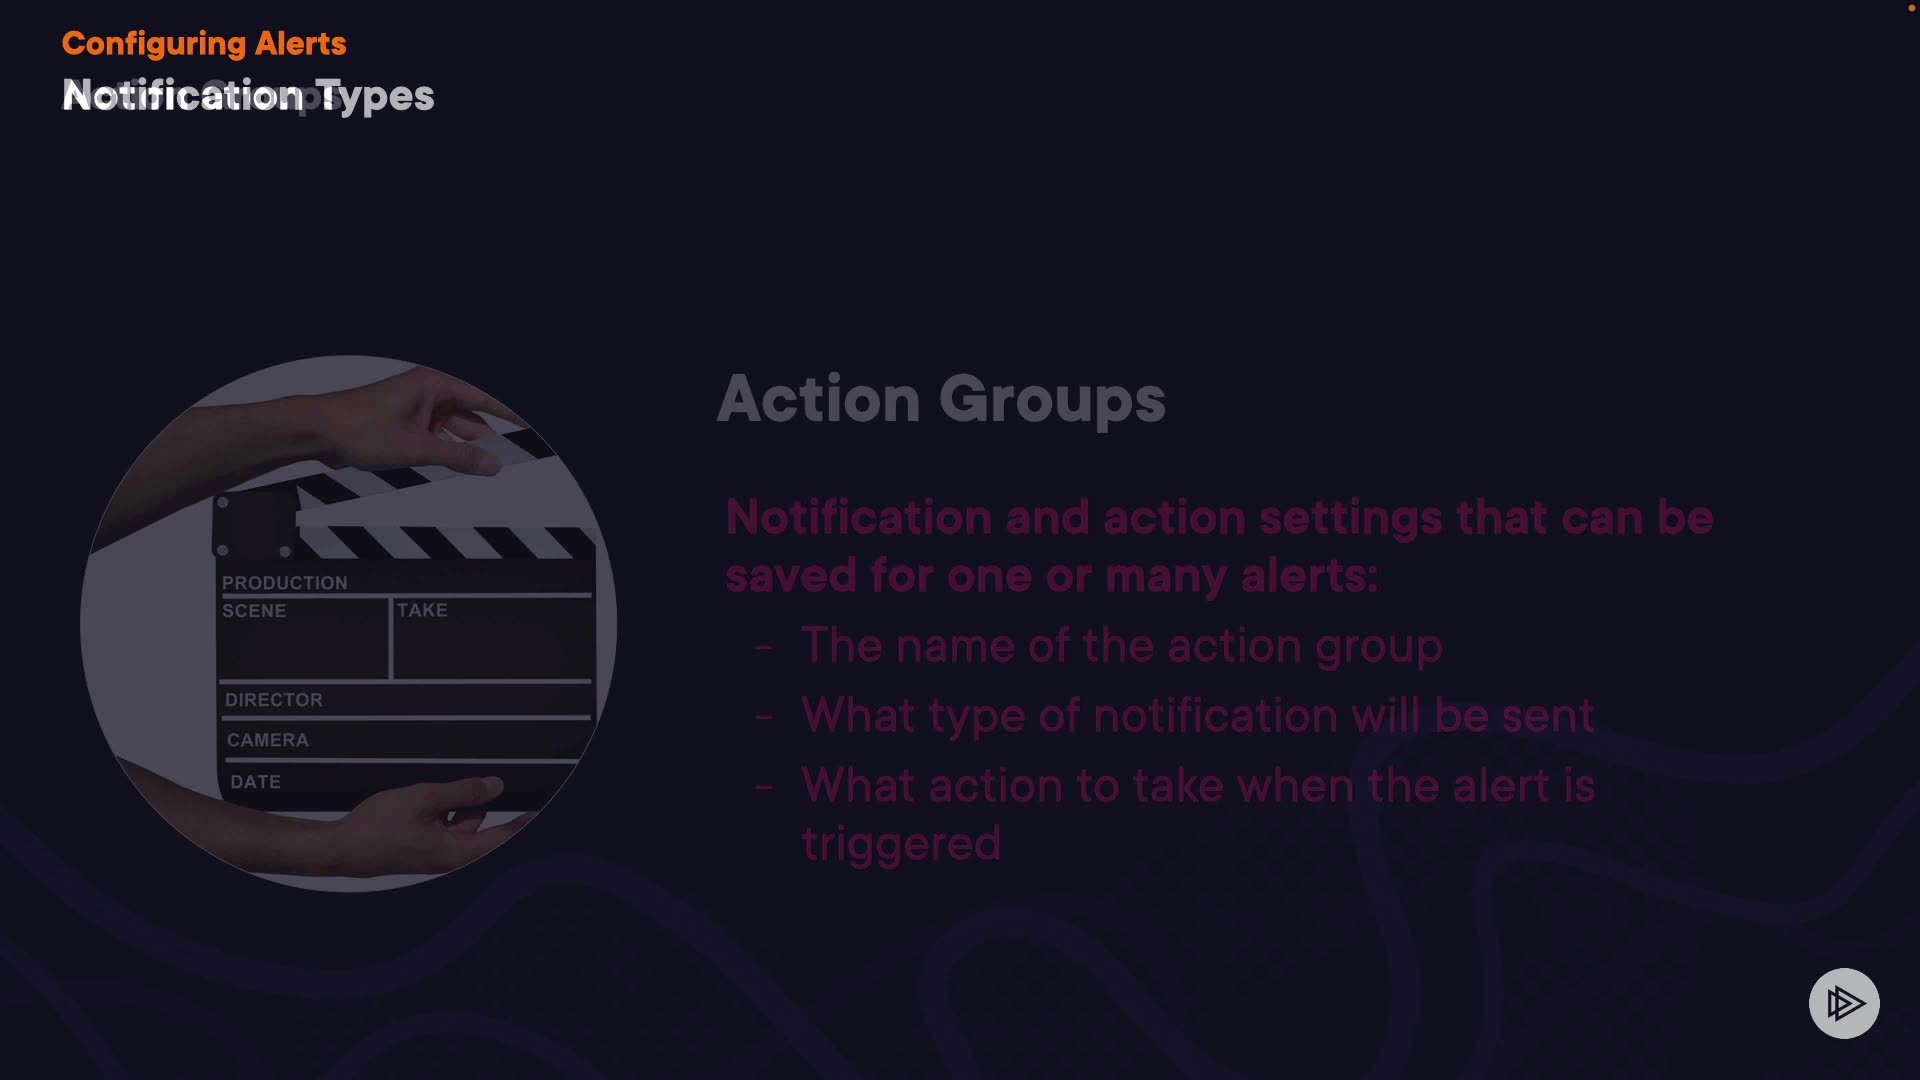 Configuring Alerts
Notification Types
Action Groups
Notification and action settings that can be
saved for one or many alerts:
- The name of the action group
- What type of notification will be sent
- What action to take when the alert is
triggered
PRODUCTION
SCENE TAKE
DIRECTOR
CAMERA
DATE